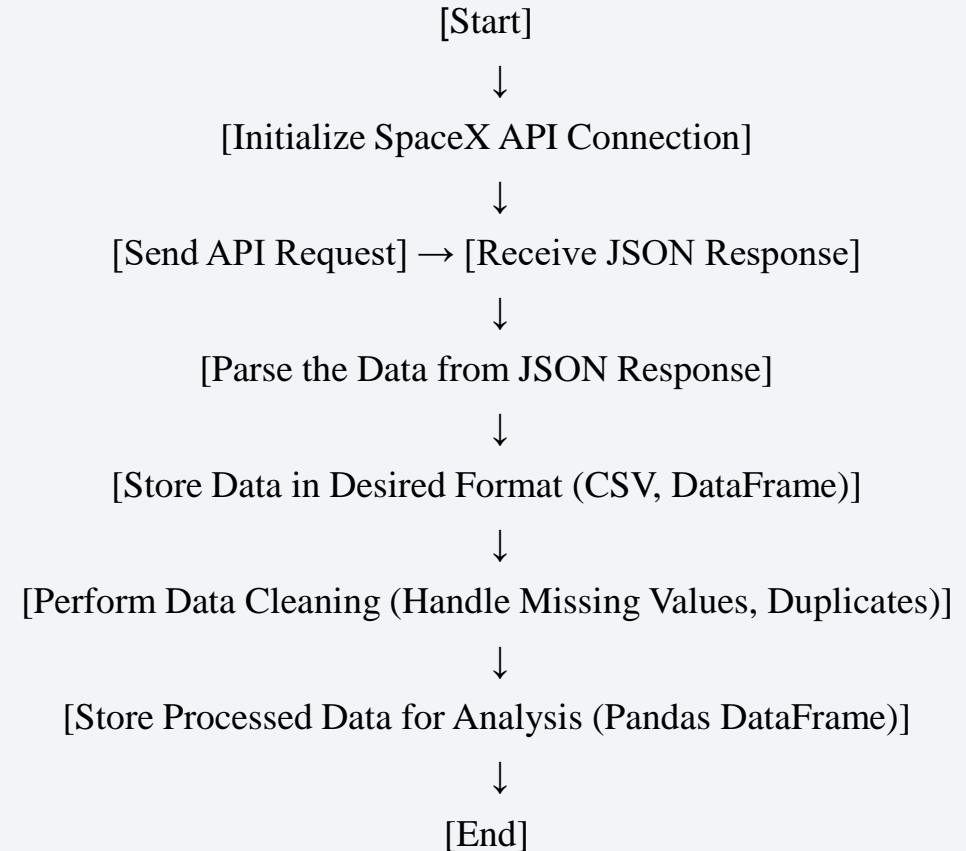 [Start]
↓
[Initialize SpaceX API Connection]
↓
[Send API Request] → [Receive JSON Response]
↓
[Parse the Data from JSON Response]
↓
[Store Data in Desired Format (CSV, DataFrame)]
↓
[Perform Data Cleaning (Handle Missing Values, Duplicates)]
↓
[Store Processed Data for Analysis (Pandas DataFrame)]
↓
[End]